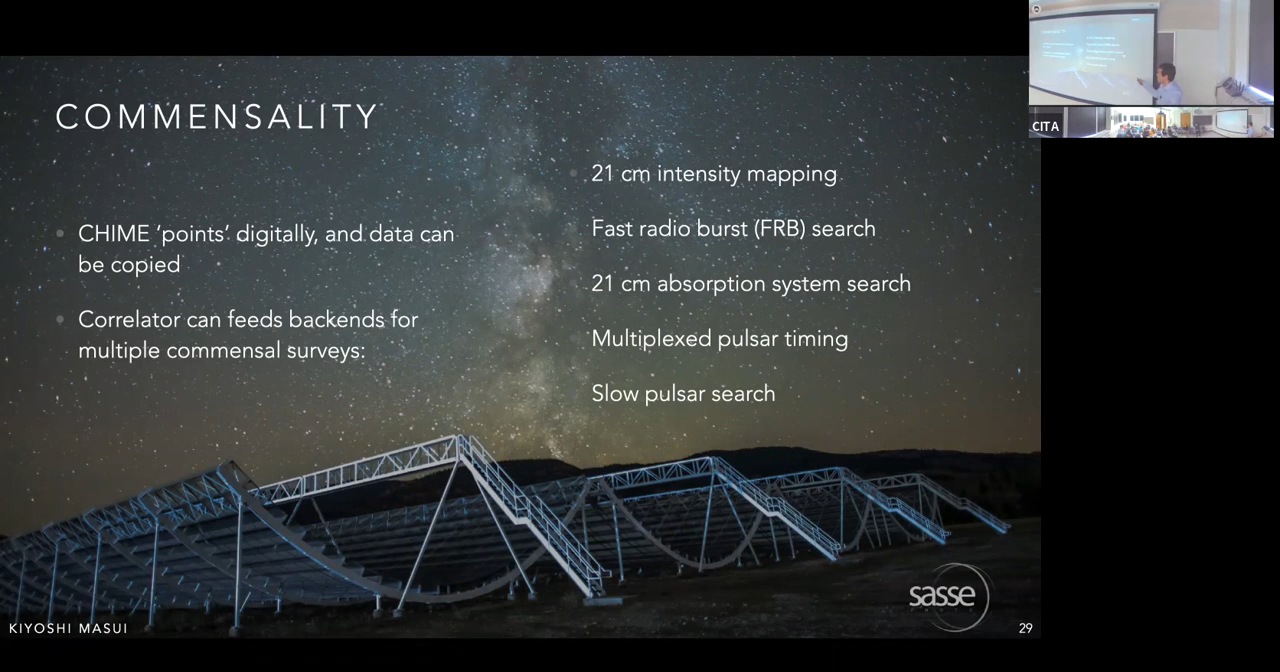 COMMENSALITY
CHIME ‘points’ digitally, and data can
be copied
Correlator can feeds backends for
multiple commensal surveys:
21 cm intensity mapping
Fast radio burst (FRB) search
21 cm absorption system search
Multiplexed pulsar timing
Slow pulsar search
sasse
KIYOSHI MASUI
29
CITA